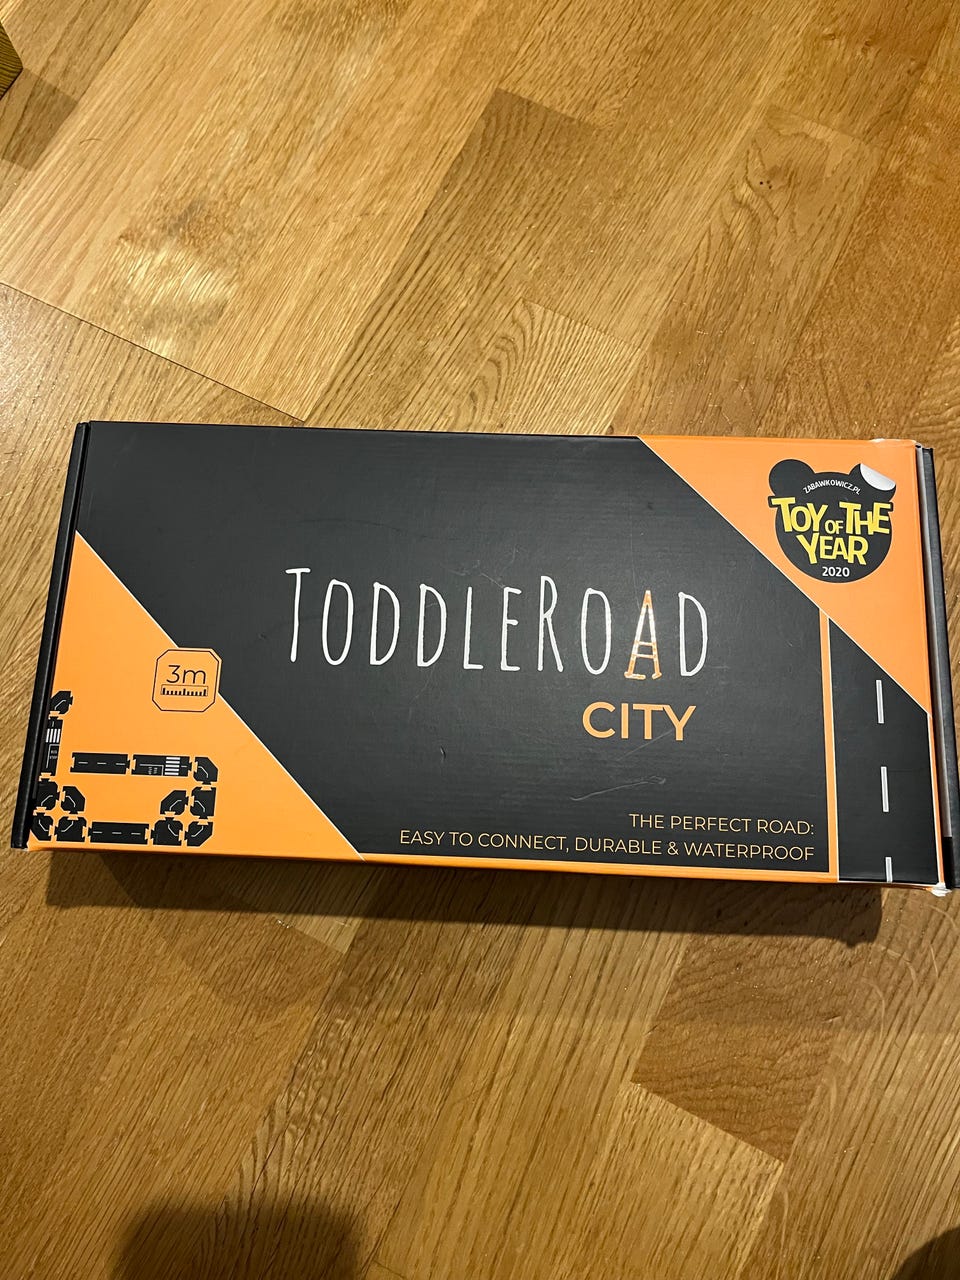 ZABAWKOWICZ.PL
TOY OF THE
YEAR
2020
TODDLEROAD
CITY
3m
THE PERFECT ROAD:
EASY TO CONNECT, DURABLE & WATERPROOF